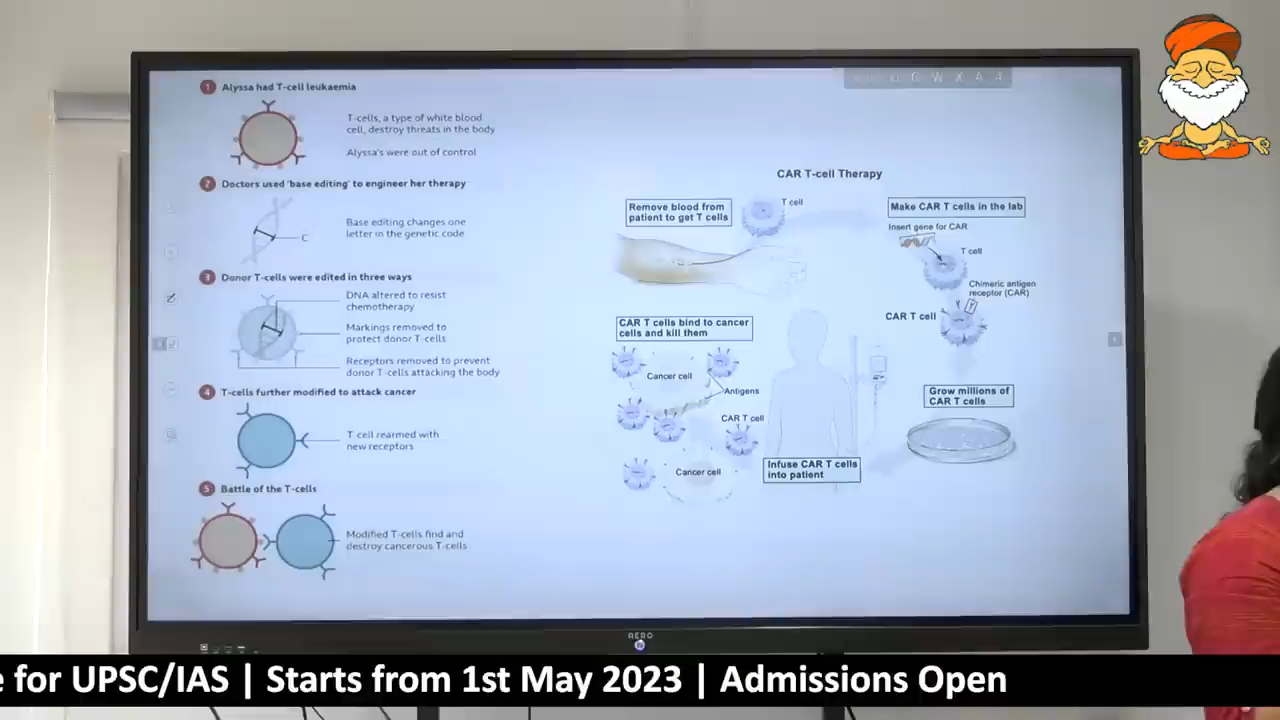 1 Alyssa had T-cell leukaemia
T-cells, a type of white blood
cell, destroy threats in the body
Alyssa's were out of control
2 Doctors used 'base editing' to engineer her therapy
Base editing changes one
letter in the genetic code
C
3 Donor T-cells were edited in three ways
DNA altered to resist
chemotherapy
Markings removed to
protect donor T-cells
Receptors removed to prevent
donor T-cells attacking the body
4 T-cells further modified to attack cancer
T cell rearmed with
new receptors
5 Battle of the T-cells
Modified T-cells find and
destroy cancerous T-cells
CAR T-cell Therapy
Remove blood from
patient to get T cells
T cell
Make CAR T cells in the lab
Insert gene for CAR
T cell
Chimeric antigen
receptor (CAR)
CAR T cell
CAR T cells bind to cancer
cells and kill them
Cancer cell
Antigens
CAR T cell
Cancer cell
Grow millions of
CAR T cells
Infuse CAR T cells
into patient
AERO
e for UPSC/IAS | Starts from 1st May 2023 | Admissions Open